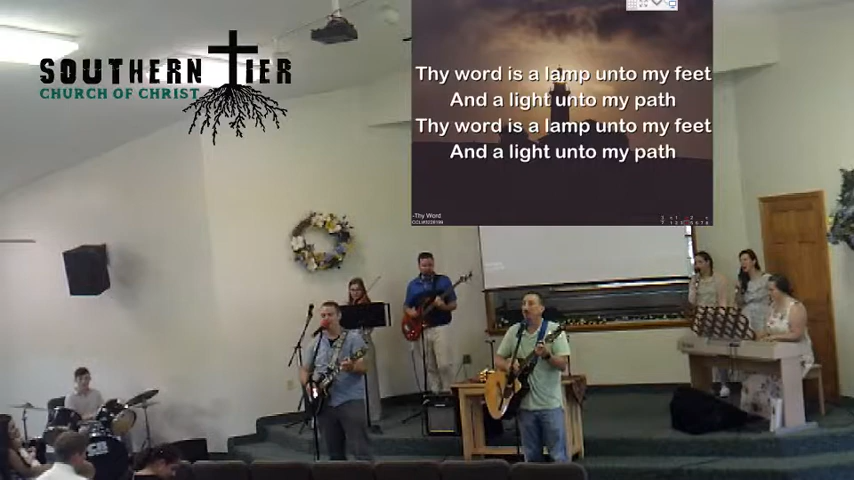 SOUTHERN TIER
CHURCH OF CHRIST
Thy word is a lamp unto my feet
And a light unto my path
Thy word is a lamp unto my feet
And a light unto my path
-Thy Word